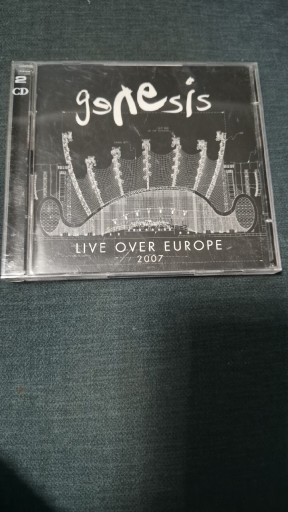 2
CD
genesis
LIVE OVER EUROPE
2007